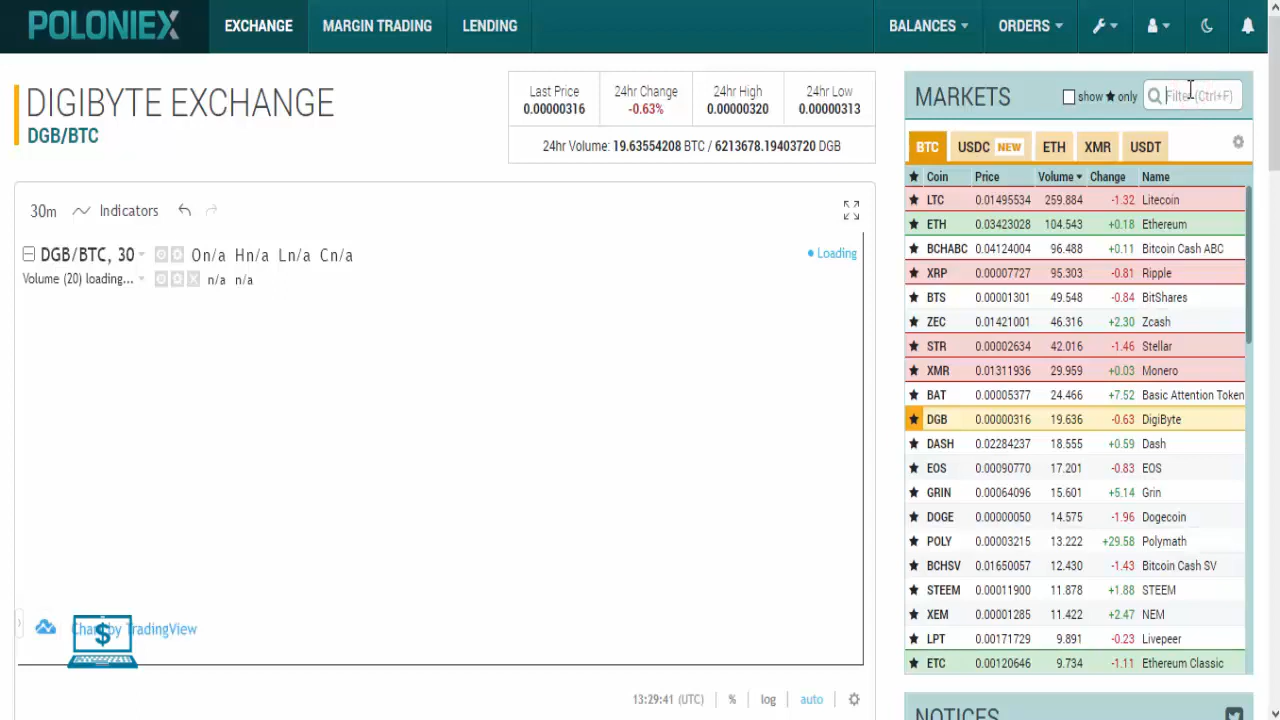 POLONIEX
EXCHANGE
MARGIN TRADING
LENDING
BALANCES
ORDERS
DIGIBYTE EXCHANGE
DGB/BTC
Last Price
0.00000316
24hr Change
-0.63%
24hr High
0.00000320
24hr Low
0.00000313
24hr Volume: 19.63554208 BTC / 6213678.19403720 DGB
30m Indicators
DGB/BTC, 30 On/a Hn/a Ln/a Cn/a
Loading
Volume (20) loading... n/a n/a
$
Chart by TradingView
13:29:41 (UTC) % log auto
MARKETS
show ★ only
Filter (Ctrl+F)
BTC USDC NEW ETH XMR USDT
★ Coin Price Volume Change Name
★ LTC 0.01495534 259.884 -1.32 Litecoin
★ ETH 0.03423028 104.543 +0.18 Ethereum
★ BCHABC 0.04124004 96.488 +0.11 Bitcoin Cash ABC
★ XRP 0.00007727 95.303 -0.81 Ripple
★ BTS 0.00001301 49.548 -0.84 BitShares
★ ZEC 0.01421001 46.316 +2.30 Zcash
★ STR 0.00002634 42.016 -1.46 Stellar
★ XMR 0.01311936 29.959 +0.03 Monero
★ BAT 0.00005377 24.466 +7.52 Basic Attention Token
★ DGB 0.00000316 19.636 -0.63 DigiByte
★ DASH 0.02284237 18.555 +0.59 Dash
★ EOS 0.00090770 17.201 -0.83 EOS
★ GRIN 0.00064096 15.601 +5.14 Grin
★ DOGE 0.00000050 14.575 -1.96 Dogecoin
★ POLY 0.00003215 13.222 +29.58 Polymath
★ BCHSV 0.01650057 12.430 -1.43 Bitcoin Cash SV
★ STEEM 0.00011900 11.878 +1.88 STEEM
★ XEM 0.00001285 11.422 +2.47 NEM
★ LPT 0.00171729 9.891 -0.23 Livepeer
★ ETC 0.00120646 9.734 -1.11 Ethereum Classic
NOTICES